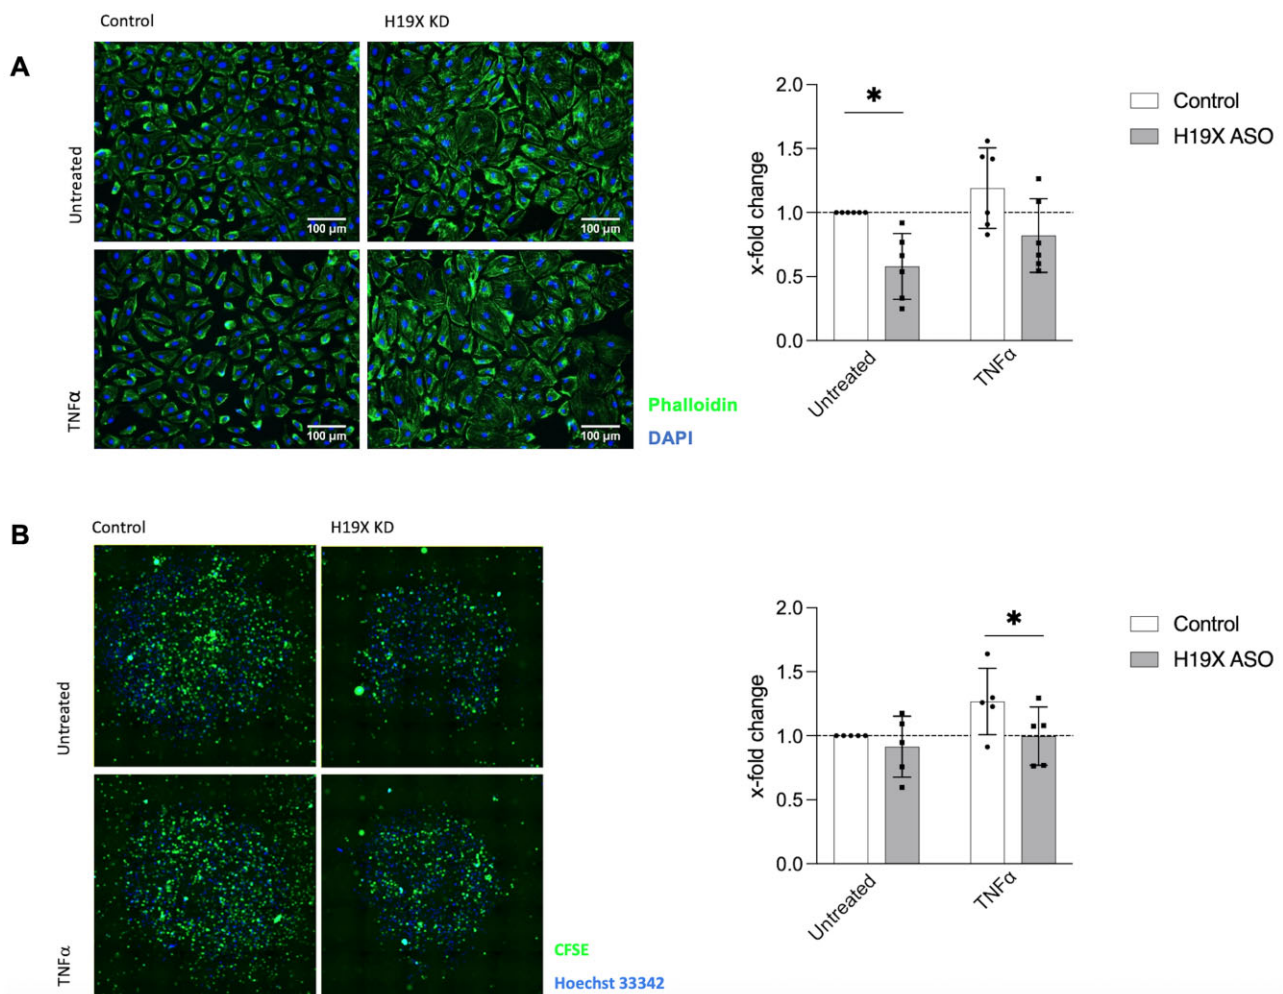 Control H19X KD
A
Untreated
100 µm 100 µm
TNFα
100 µm 100 µm
Phalloidin
DAPI
2.0
1.5
1.0
0.5
0.0
x-fold change
*
Untreated TNFα
Control
H19X ASO
B
Control H19X KD
Untreated
TNFα
CFSE
Hoechst 33342
2.0
1.5
1.0
0.5
0.0
x-fold change
*
Untreated TNFα
Control
H19X ASO